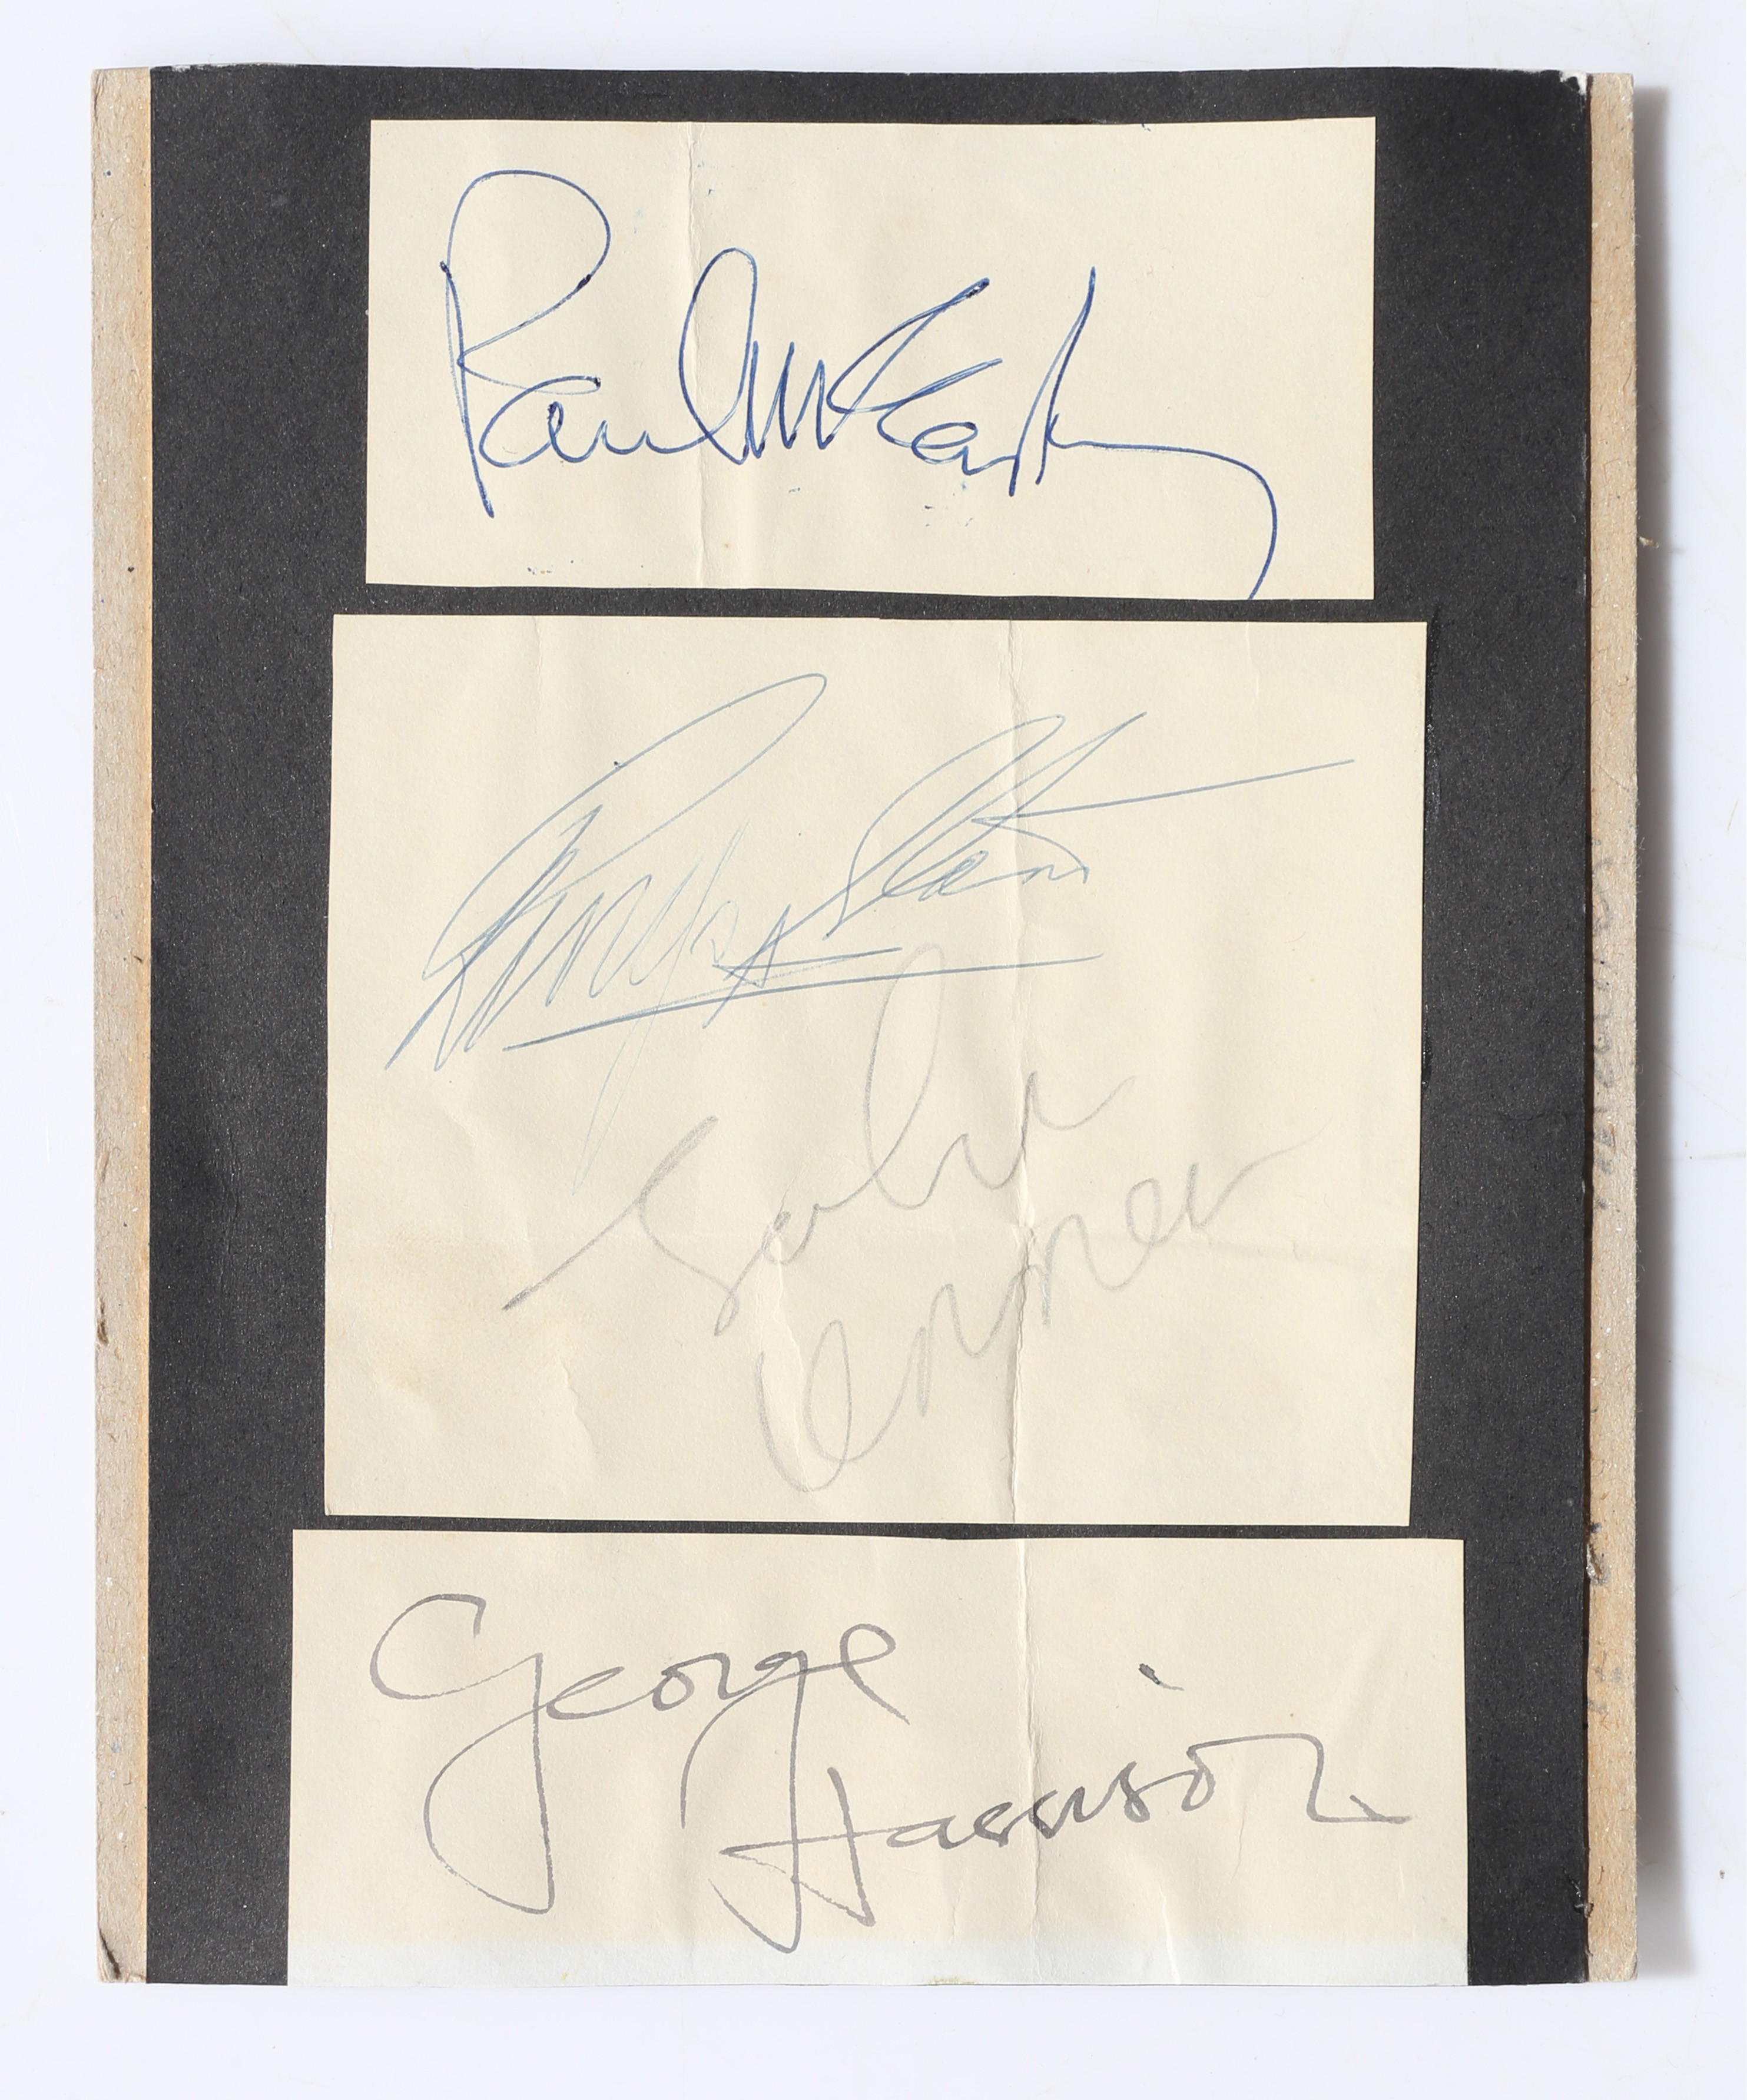 Paul McCartney
Ringo Starr
John
Lennon
George
Harrison